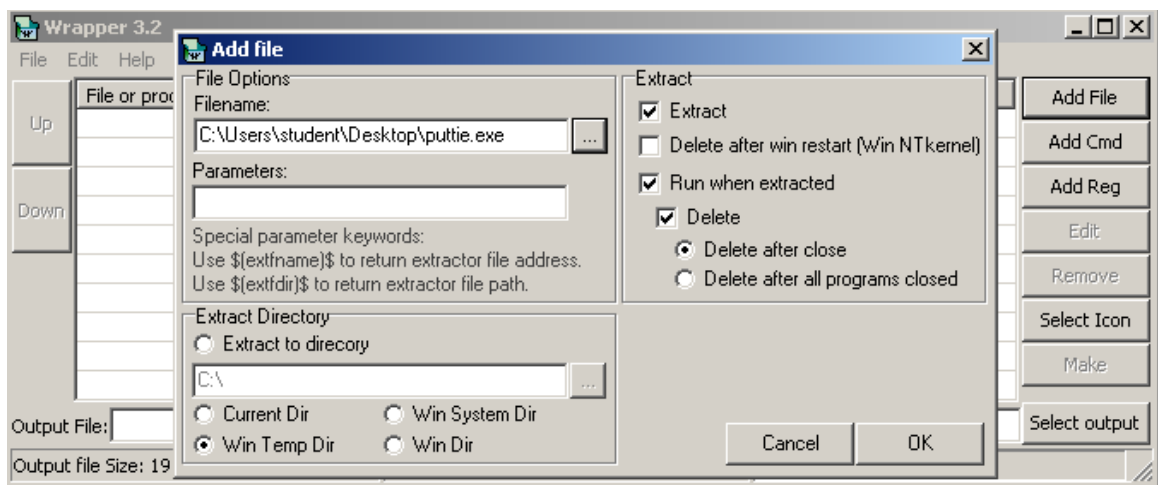 Wrapper 3.2
File Edit Help
Up
Down
File or proc
Add file
File Options
Filename:
C:\Users\student\Desktop\puttie.exe
...
Parameters:
Special parameter keywords:
Use $(extfname)$ to return extractor file address.
Use $(extfdir)$ to return extractor file path.
Extract Directory
Extract to direcory
C:\
...
Current Dir
Win System Dir
Win Temp Dir
Win Dir
Extract
Extract
Delete after win restart (Win NTkernel)
Run when extracted
Delete
Delete after close
Delete after all programs closed
Cancel
OK
Add File
Add Cmd
Add Reg
Edit
Remove
Select Icon
Make
Output File:
Select output
Output file Size: 19